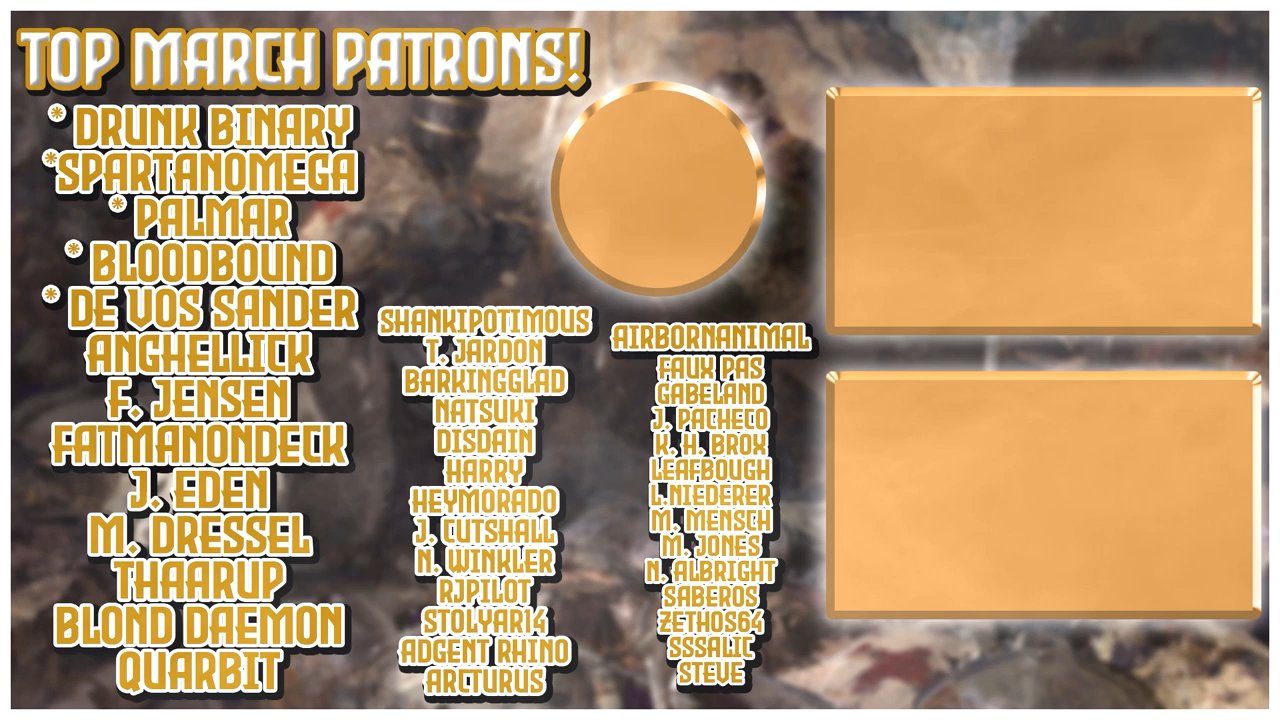 TOP MARCH PATRONS!
* DRUNK BINARY
*SPARTANOMEGA
* PALMAR
* BLOODBOUND
* DE VOS SANDER
ANGHELLICK
F. JENSEN
FATMANONDECK
J. EDEN
M. DRESSEL
THAARUP
BLOND DAEMON
QUARBIT
SHANKIPOTIMOUS
T. JARDON
BARKINGGLAD
NATSUKI
DISDAIN
HARRY
HEYMORADO
J. CUTSHALL
N. WINKLER
RJPILOT
STOLYAR14
ADGENT RHINO
ARCTURUS
AIRBORNANIMAL
FAUX PAS
GABELAND
J. PACHECO
K. H. BROX
LEAFBOUGH
L.NIEDERER
M. MENSCH
M. JONES
N. ALBRIGHT
SABEROS
ZETHOS64
SSSALIC
STEVE